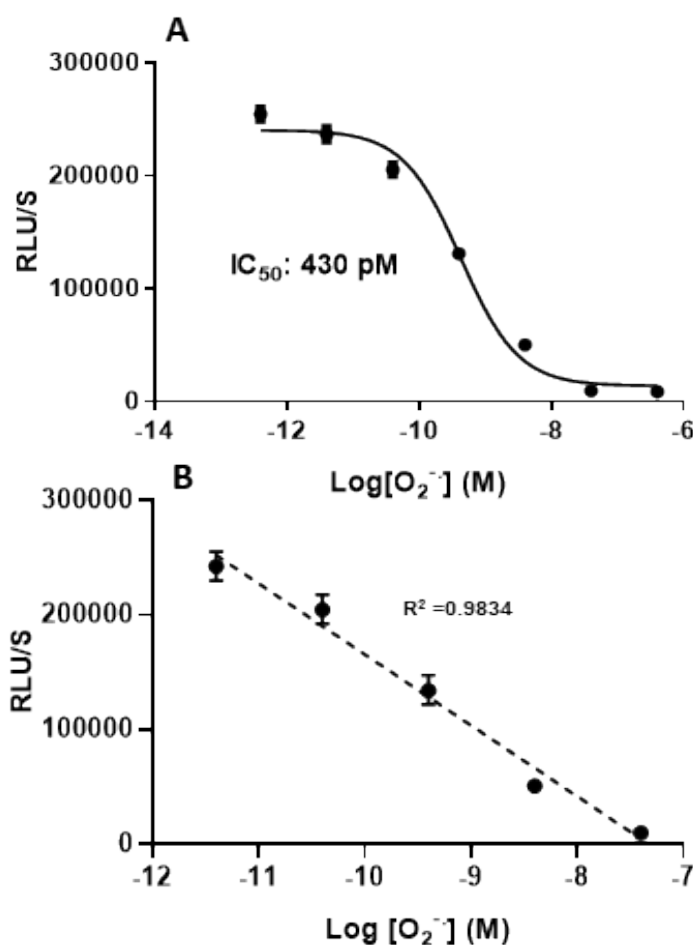 A
300000
200000
100000
0
RLU/S
IC₅₀: 430 pM
-14 -12 -10 -8 -6
Log[O₂⁻˙] (M)
B
300000
200000
100000
0
RLU/S
R² =0.9834
-12 -11 -10 -9 -8 -7
Log [O₂⁻˙] (M)